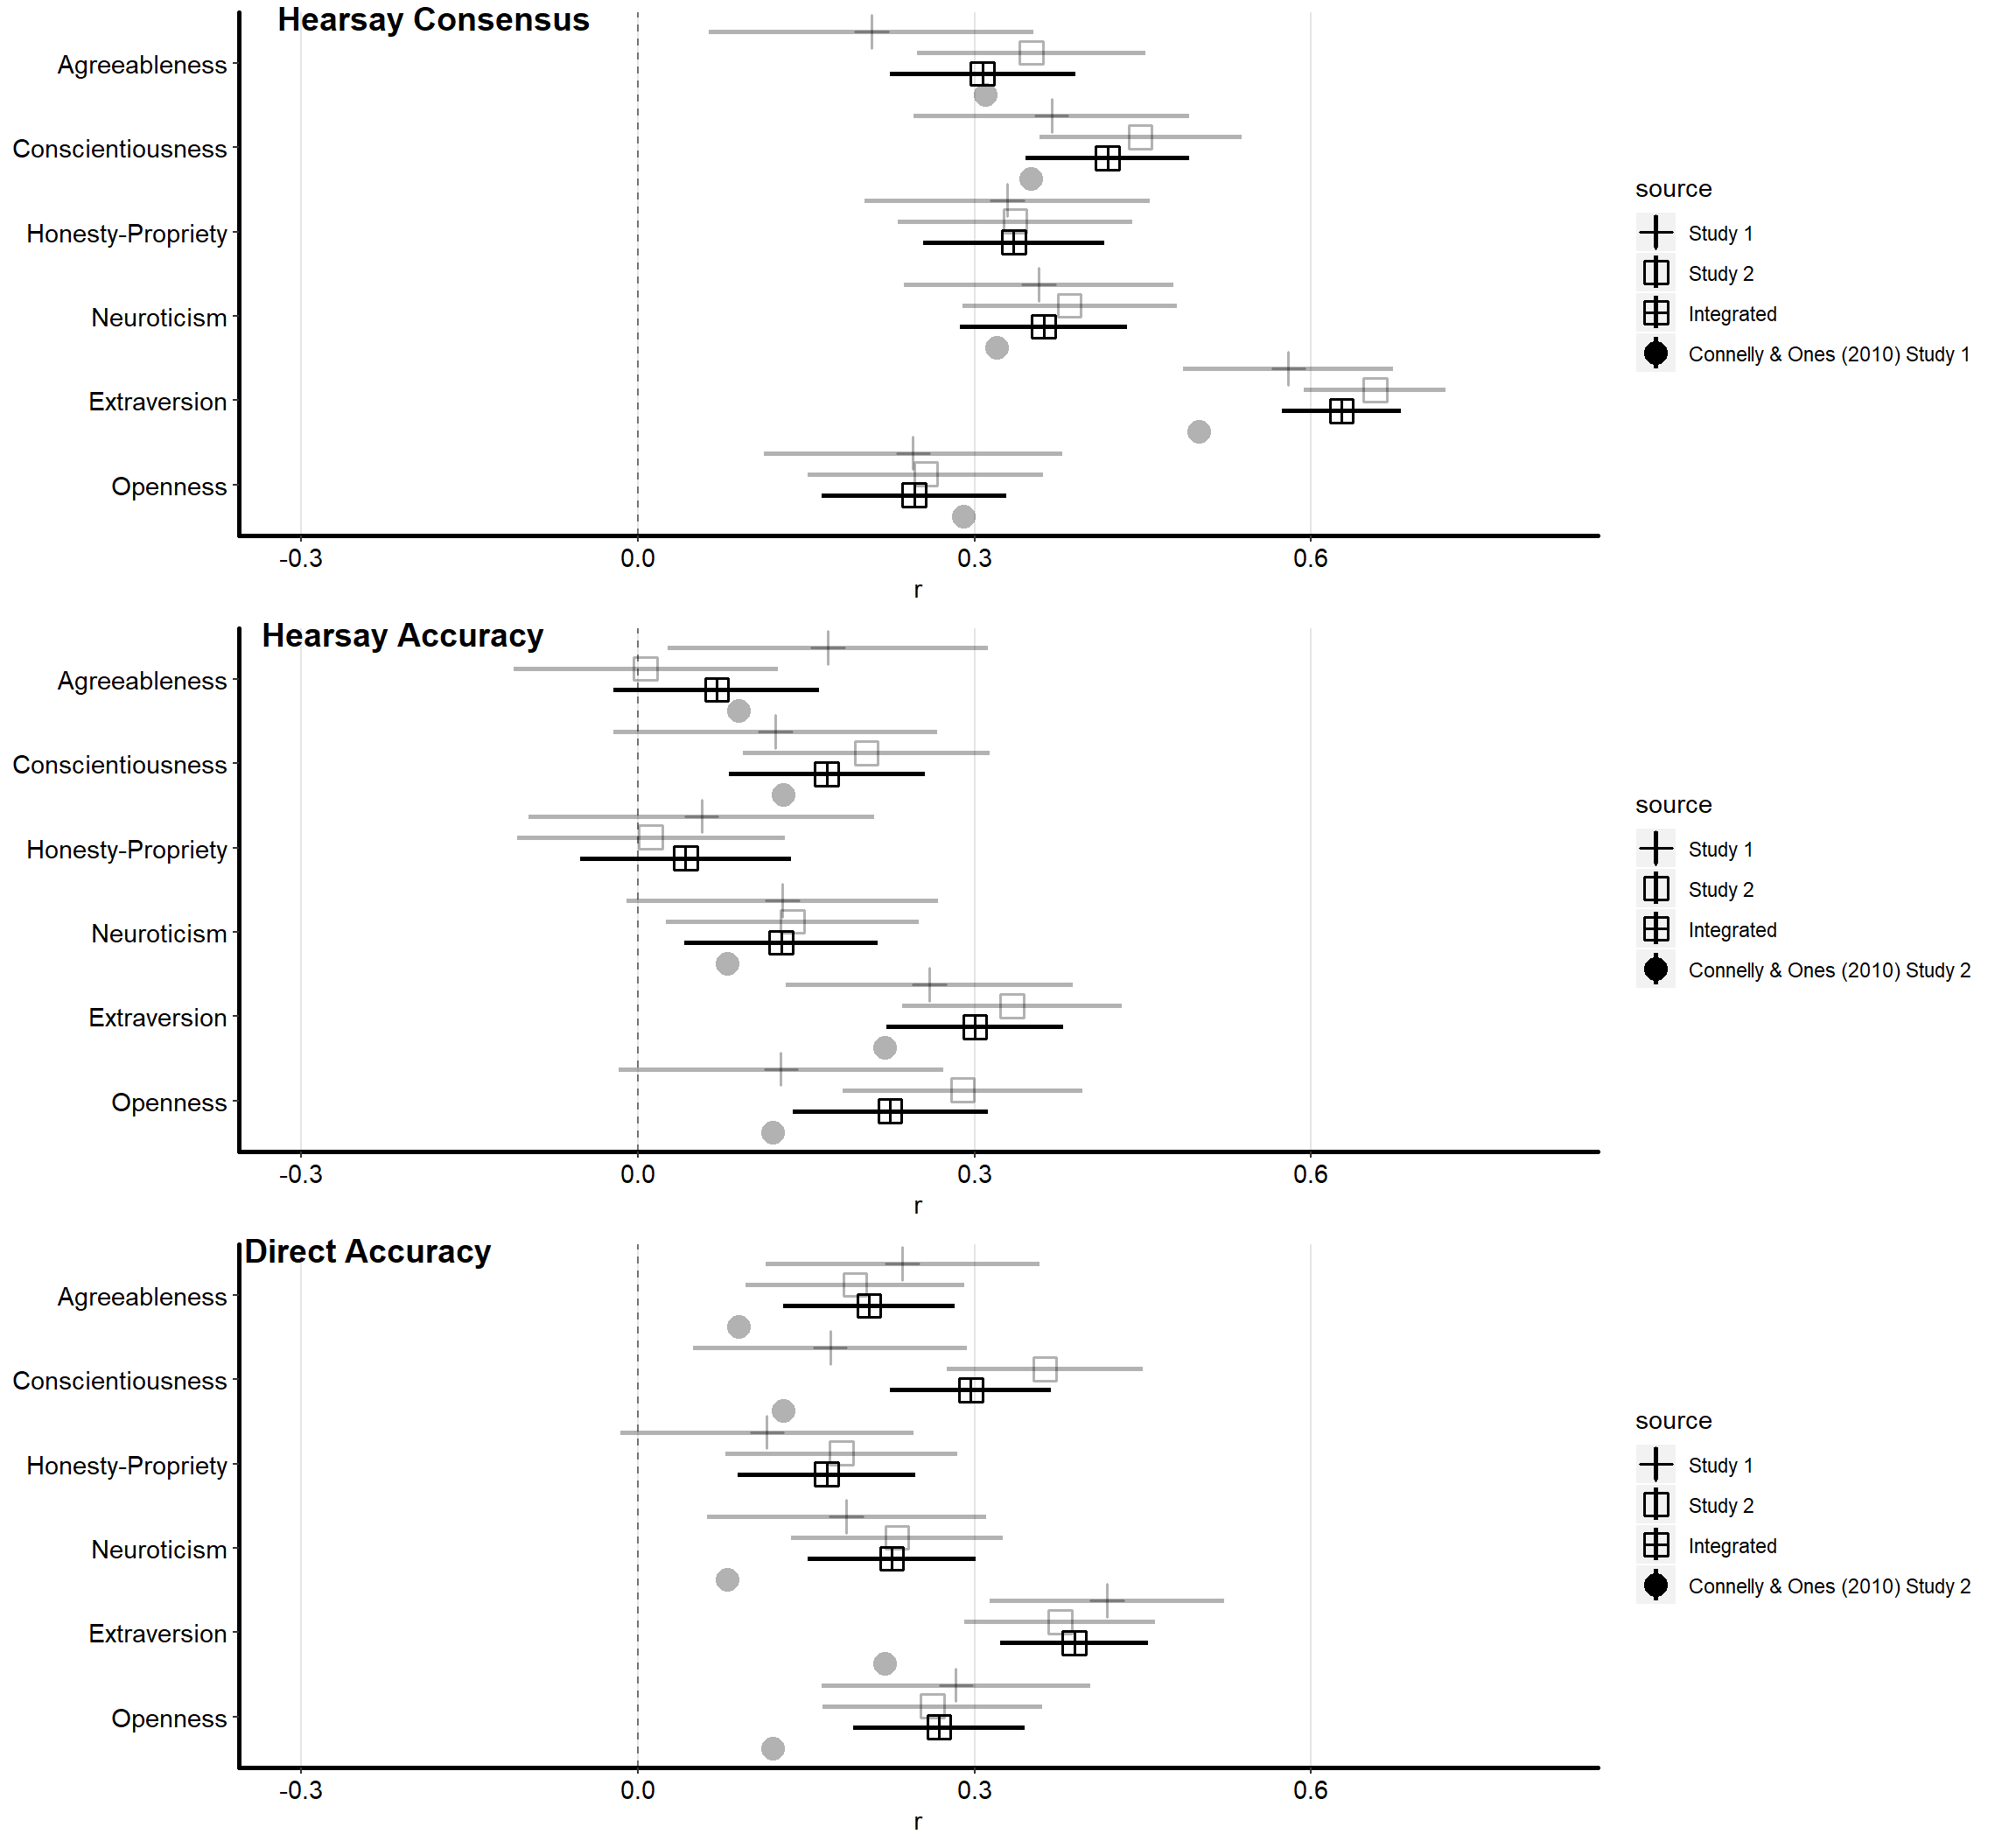 Hearsay Consensus
Agreeableness
Conscientiousness
Honesty-Propriety
Neuroticism
Extraversion
Openness
-0.3 0.0 0.3 0.6
r
source
Study 1
Study 2
Integrated
Connelly & Ones (2010) Study 1
Hearsay Accuracy
Agreeableness
Conscientiousness
Honesty-Propriety
Neuroticism
Extraversion
Openness
-0.3 0.0 0.3 0.6
r
source
Study 1
Study 2
Integrated
Connelly & Ones (2010) Study 2
Direct Accuracy
Agreeableness
Conscientiousness
Honesty-Propriety
Neuroticism
Extraversion
Openness
-0.3 0.0 0.3 0.6
r
source
Study 1
Study 2
Integrated
Connelly & Ones (2010) Study 2